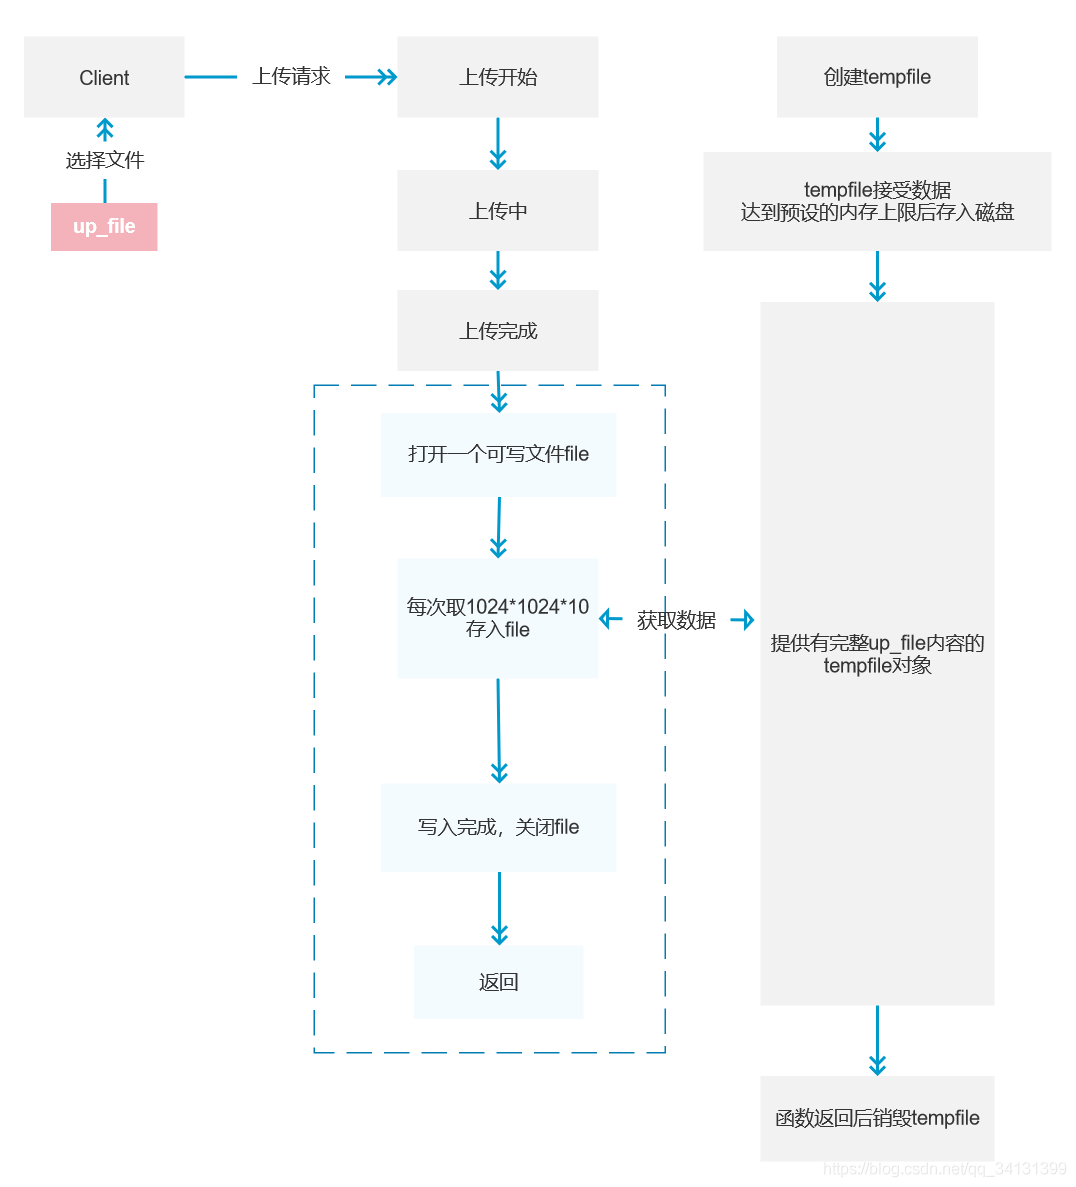 Client
上传请求
选择文件
up_file
上传开始
上传中
上传完成
打开一个可写文件file
每次取1024*1024*10
存入file
获取数据
写入完成，关闭file
返回
创建tempfile
tempfile接受数据
达到预设的内存上限后存入磁盘
提供有完整up_file内容的
tempfile对象
函数返回后销毁tempfile
https://blog.csdn.net/qq_34131399